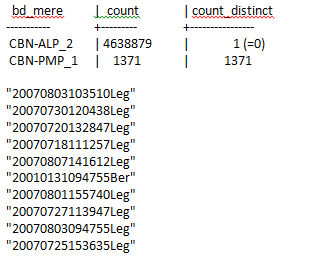 bd_mere | count | count_distinct
----------- +--------- +----------------
CBN-ALP_2 | 4638879 | 1 (=0)
CBN-PMP_1 | 1371 | 1371
"20070803103510Leg"
"20070730120438Leg"
"20070720132847Leg"
"20070718111257Leg"
"20070807141612Leg"
"20010131094755Ber"
"20070801155740Leg"
"20070727113947Leg"
"20070803094755Leg"
"20070725153635Leg"